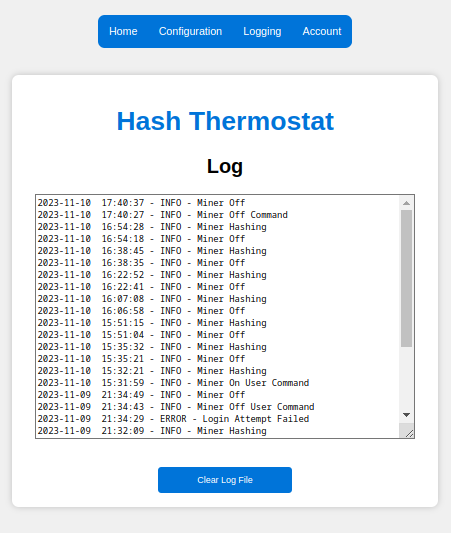 Home Configuration Logging Account
Hash Thermostat
Log
2023-11-10  17:40:37 - INFO - Miner Off
2023-11-10  17:40:27 - INFO - Miner Off Command
2023-11-10  16:54:28 - INFO - Miner Hashing
2023-11-10  16:54:18 - INFO - Miner Off
2023-11-10  16:38:45 - INFO - Miner Hashing
2023-11-10  16:38:35 - INFO - Miner Off
2023-11-10  16:22:52 - INFO - Miner Hashing
2023-11-10  16:22:41 - INFO - Miner Off
2023-11-10  16:07:08 - INFO - Miner Hashing
2023-11-10  16:06:58 - INFO - Miner Off
2023-11-10  15:51:15 - INFO - Miner Hashing
2023-11-10  15:51:04 - INFO - Miner Off
2023-11-10  15:35:32 - INFO - Miner Hashing
2023-11-10  15:35:21 - INFO - Miner Off
2023-11-10  15:32:21 - INFO - Miner Hashing
2023-11-10  15:31:59 - INFO - Miner On User Command
2023-11-09  21:34:49 - INFO - Miner Off
2023-11-09  21:34:43 - INFO - Miner Off User Command
2023-11-09  21:34:29 - ERROR - Login Attempt Failed
2023-11-09  21:32:09 - INFO - Miner Hashing
Clear Log File